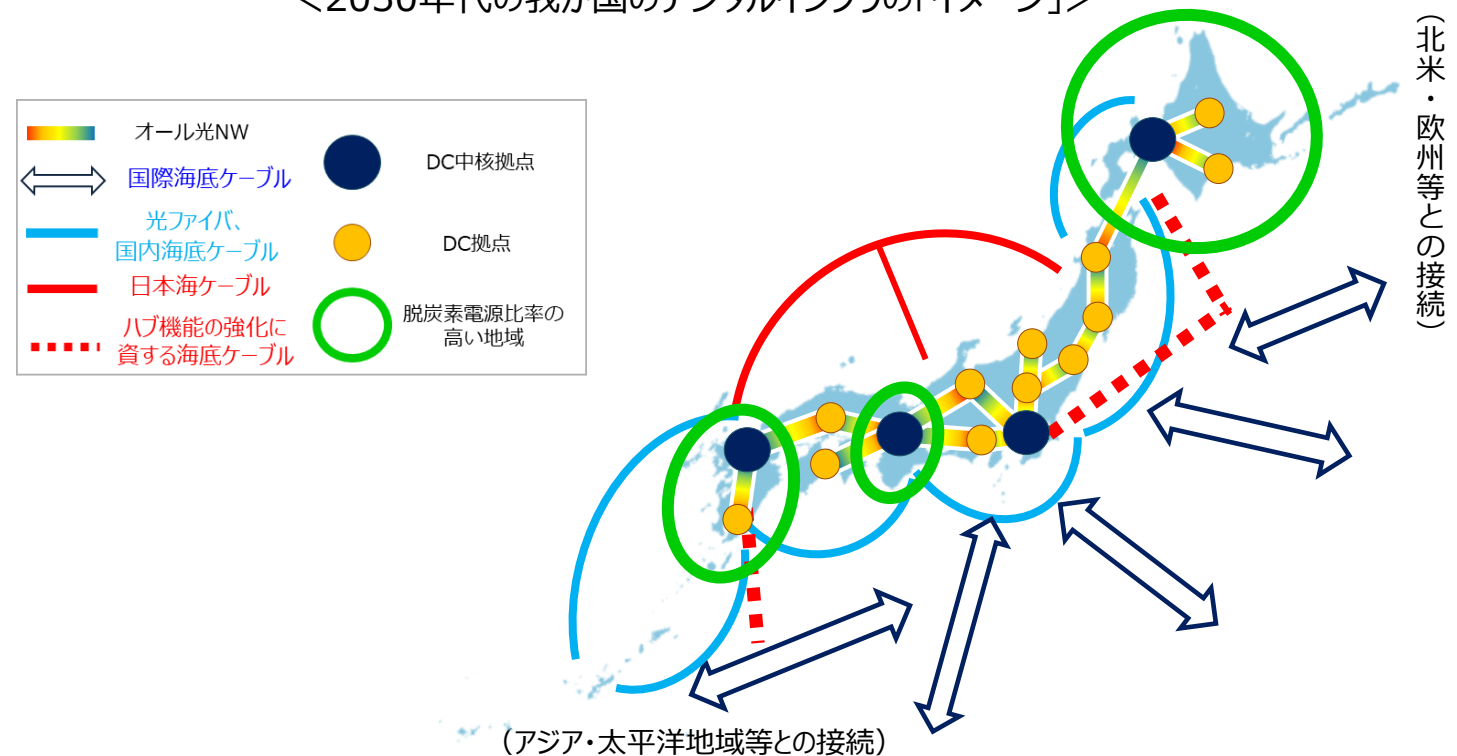 <2030年代の我が国のデジタルインフラの「イメージ」>
(北米・欧州等との接続)
オール光NW
国際海底ケーブル
光ファイバ、
国内海底ケーブル
日本海ケーブル
ハブ機能の強化に
資する海底ケーブル
DC中核拠点
DC拠点
脱炭素電源比率の
高い地域
(アジア・太平洋地域等との接続)